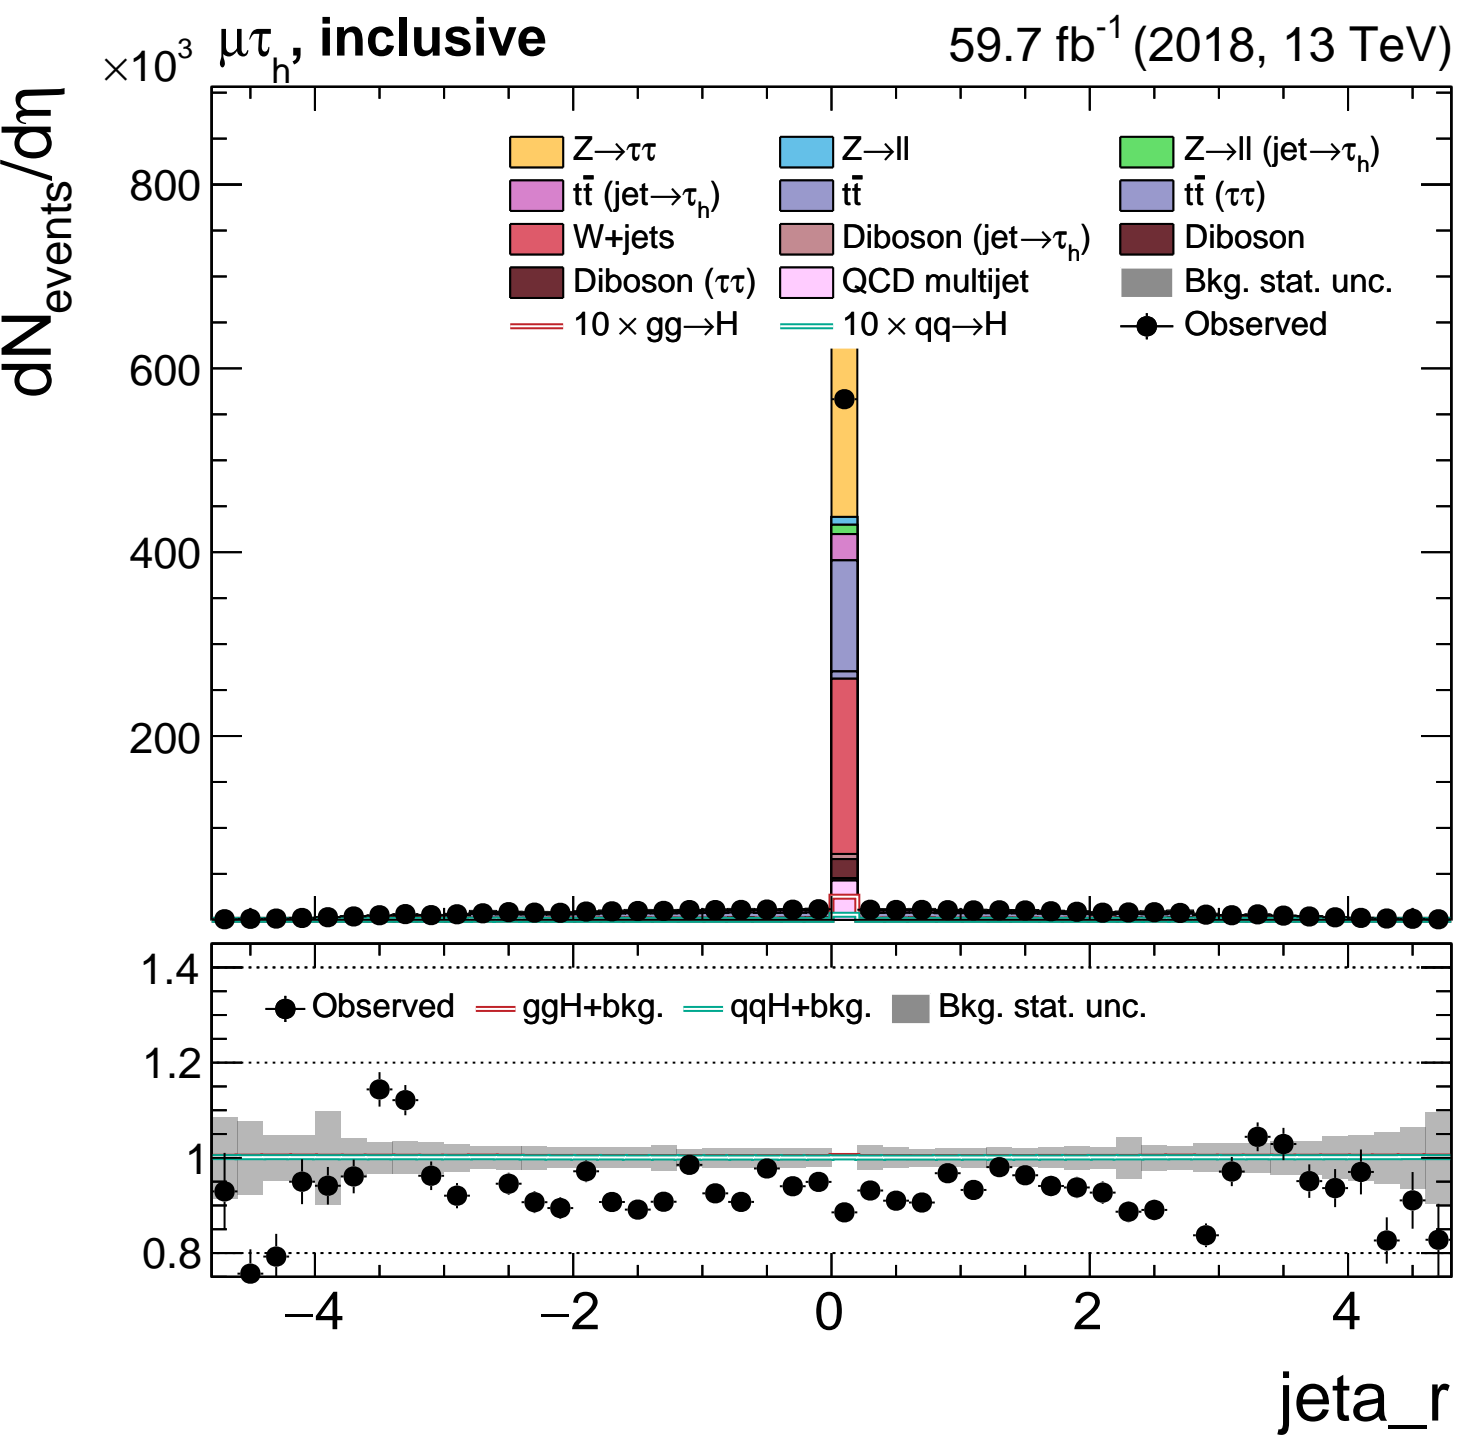 ×10³ μτh, inclusive 59.7 fb⁻¹ (2018, 13 TeV)
dNevents/dη
Z→ττ Z→ll Z→ll (jet→τh)
tt̄ (jet→τh) tt̄ tt̄ (ττ)
W+jets Diboson (jet→τh) Diboson
Diboson (ττ) QCD multijet Bkg. stat. unc.
10 × gg→H 10 × qq→H Observed
800
600
400
200
1.4
Observed ggH+bkg. qqH+bkg. Bkg. stat. unc.
1.2
1
0.8
−4 −2 0 2 4
jeta_r